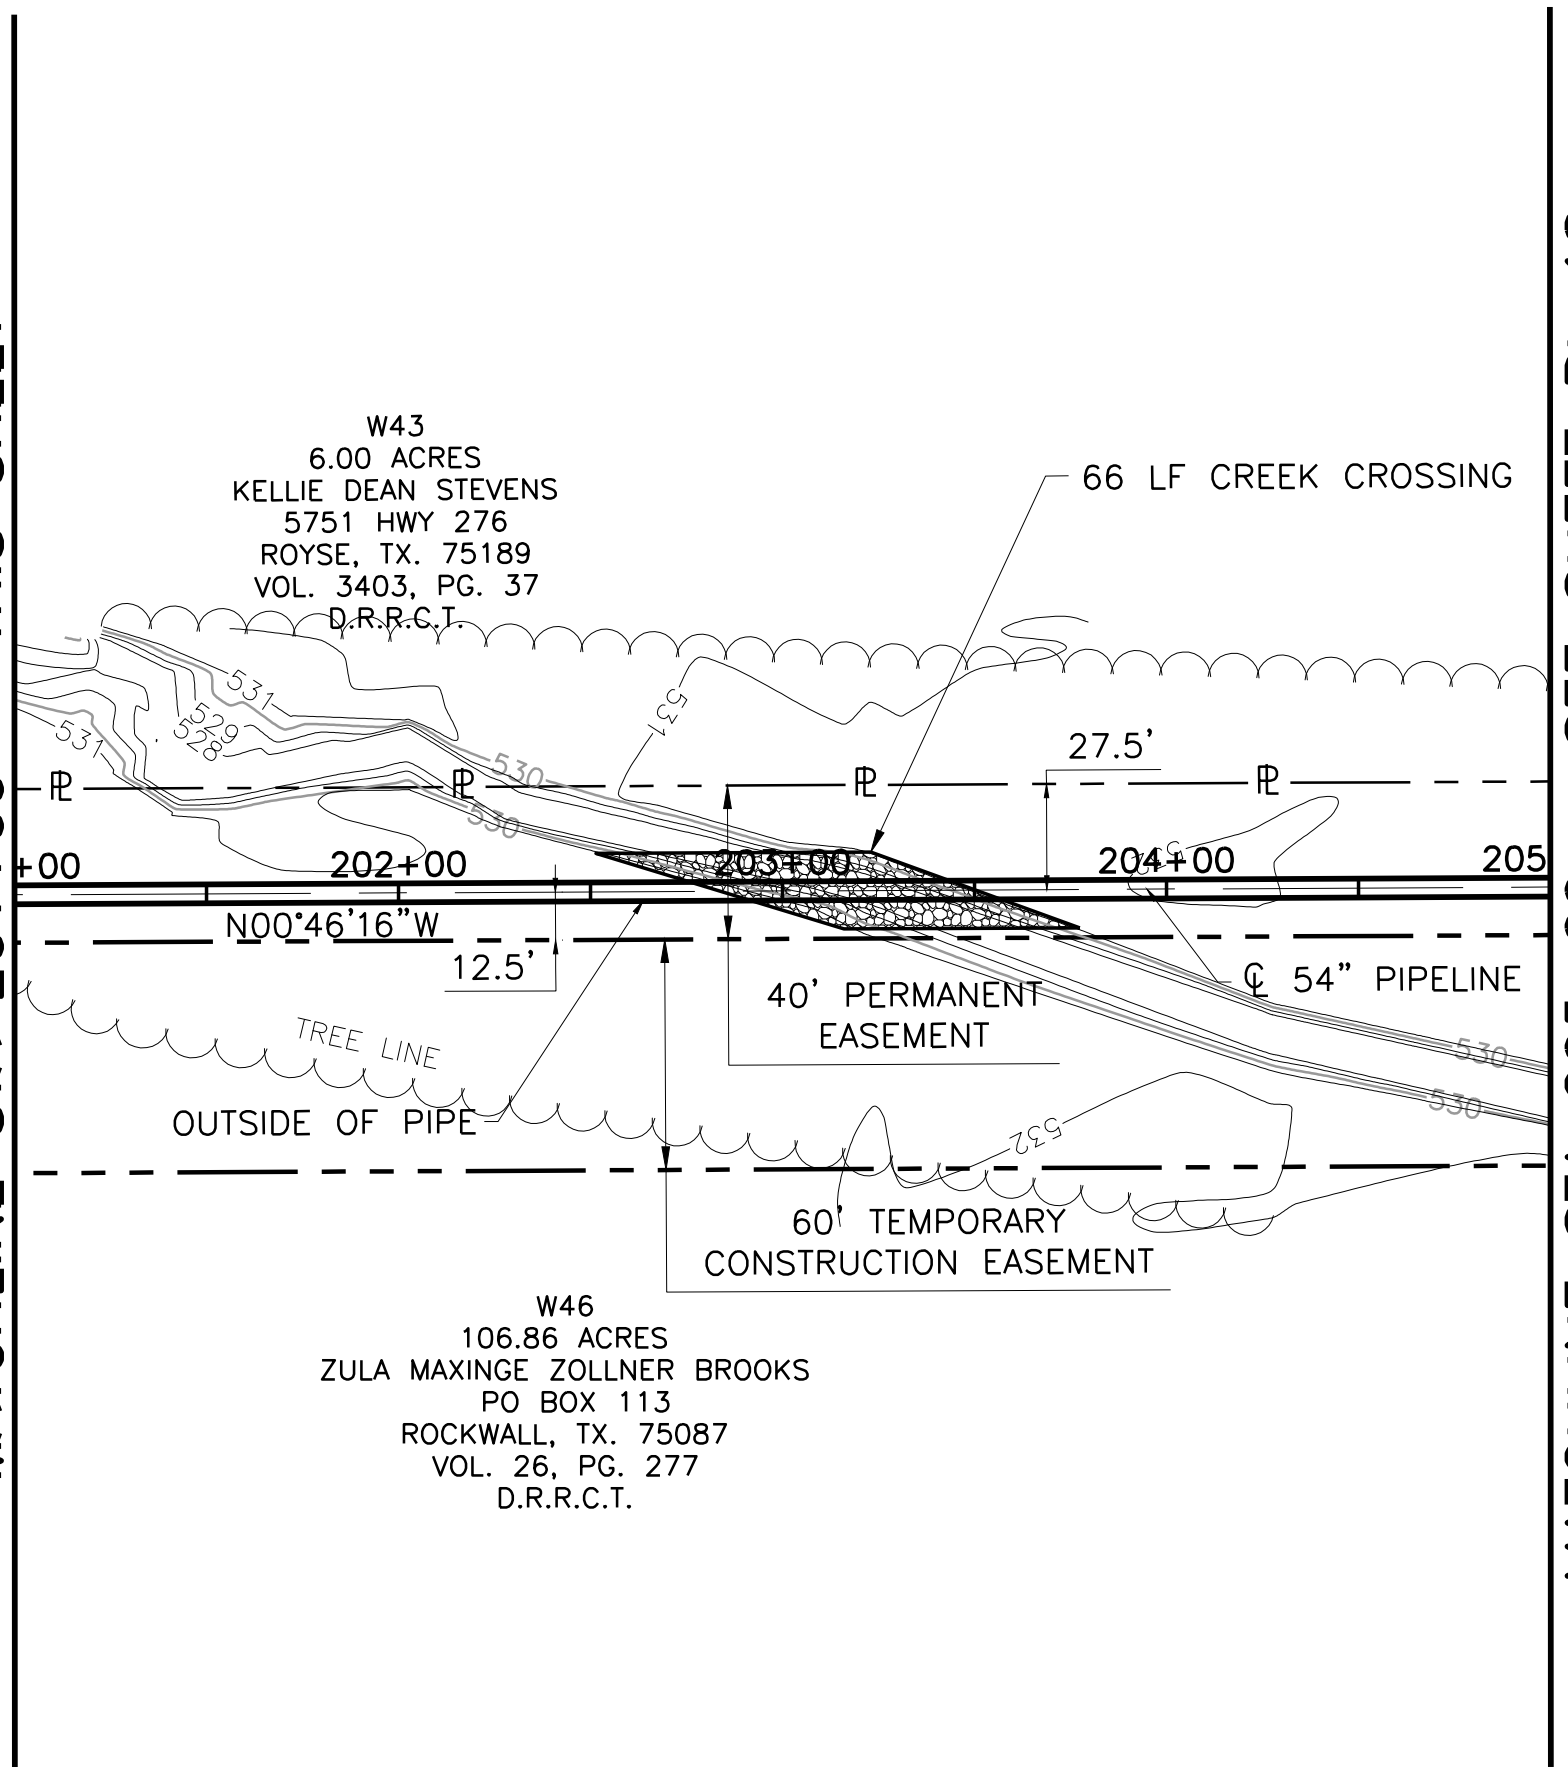 W43
6.00 ACRES
KELLIE DEAN STEVENS
5751 HWY 276
ROYSE, TX. 75189
VOL. 3403, PG. 37
D.R.R.C.T.
66 LF CREEK CROSSING
531
529
528
531
531
530
530
27.5'
PL
PL
PL
PL
+00
202+00
203+00
204+00
205
N00°46'16"W
12.5'
40' PERMANENT
EASEMENT
CL 54" PIPELINE
TREE LINE
OUTSIDE OF PIPE
530
530
532
60' TEMPORARY
CONSTRUCTION EASEMENT
W46
106.86 ACRES
ZULA MAXINGE ZOLLNER BROOKS
PO BOX 113
ROCKWALL, TX. 75087
VOL. 26, PG. 277
D.R.R.C.T.